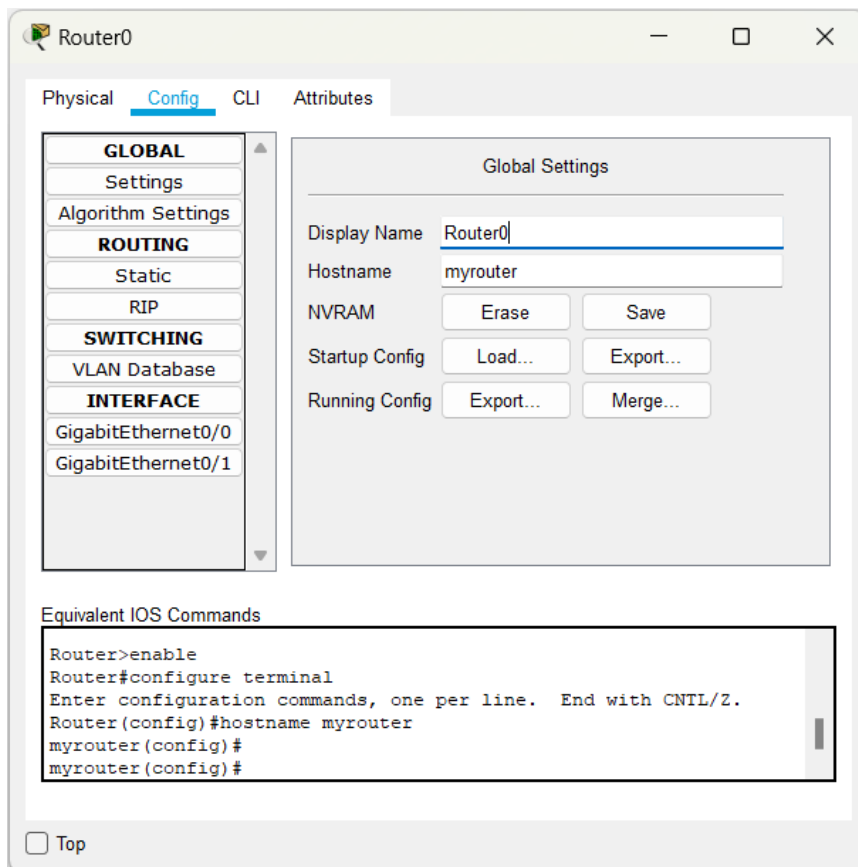 Router0
Physical Config CLI Attributes
GLOBAL
Settings
Algorithm Settings
ROUTING
Static
RIP
SWITCHING
VLAN Database
INTERFACE
GigabitEthernet0/0
GigabitEthernet0/1
Global Settings
Display Name Router0
Hostname myrouter
NVRAM Erase Save
Startup Config Load... Export...
Running Config Export... Merge...
Equivalent IOS Commands
Router>enable
Router#configure terminal
Enter configuration commands, one per line. End with CNTL/Z.
Router(config)#hostname myrouter
myrouter(config)#
myrouter(config)#
Top